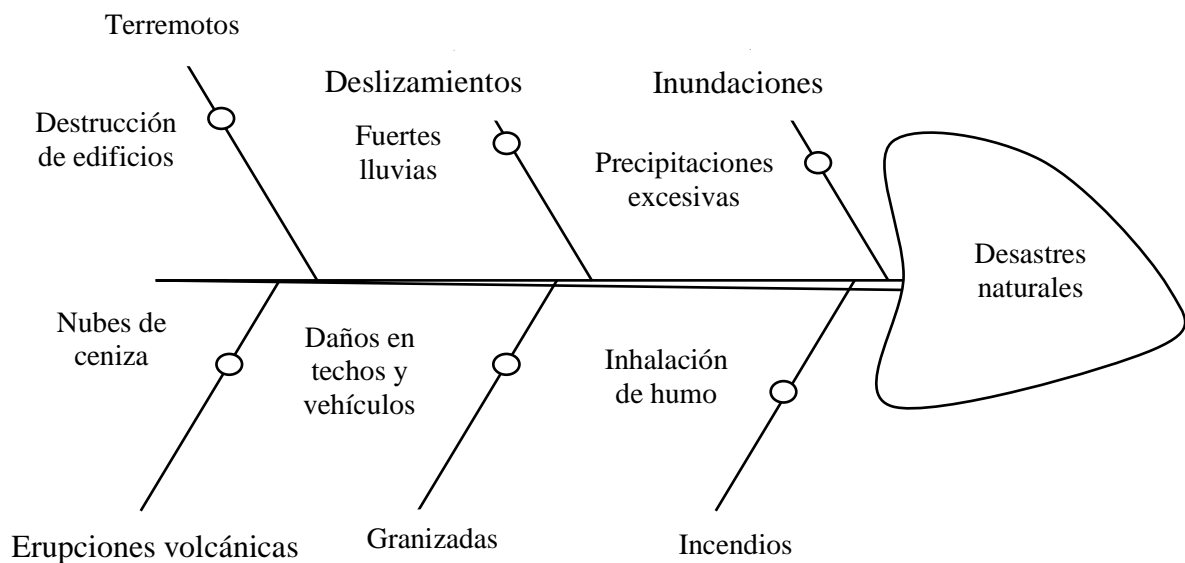 Terremotos
Deslizamientos
Inundaciones
Destrucción
de edificios
Fuertes
lluvias
Precipitaciones
excesivas
Desastres
naturales
Nubes de
ceniza
Daños en
techos y
vehículos
Inhalación
de humo
Erupciones volcánicas
Granizadas
Incendios